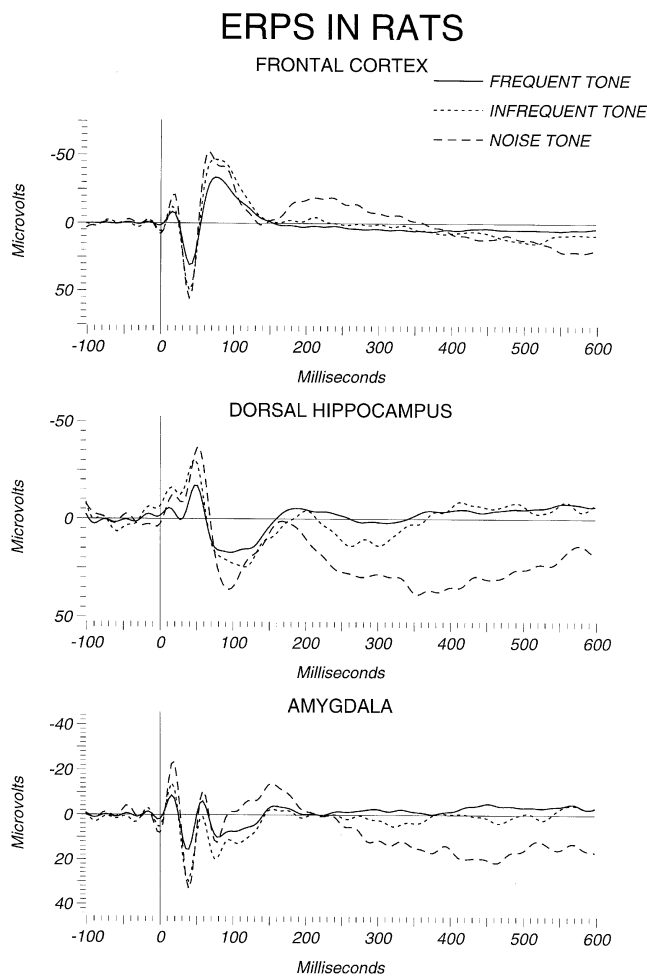 ERPS IN RATS
FRONTAL CORTEX
FREQUENT TONE
INFREQUENT TONE
NOISE TONE
-50
0
50
Microvolts
-100 0 100 200 300 400 500 600
Milliseconds
DORSAL HIPPOCAMPUS
-50
0
50
Microvolts
-100 0 100 200 300 400 500 600
Milliseconds
AMYGDALA
-40
-20
0
20
40
Microvolts
-100 0 100 200 300 400 500 600
Milliseconds